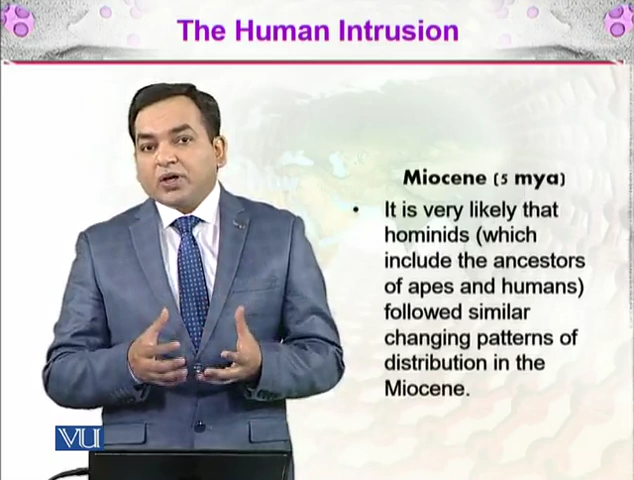 The Human Intrusion
Miocene (5 mya)
• It is very likely that
hominids (which
include the ancestors
of apes and humans)
followed similar
changing patterns of
distribution in the
Miocene.
VU